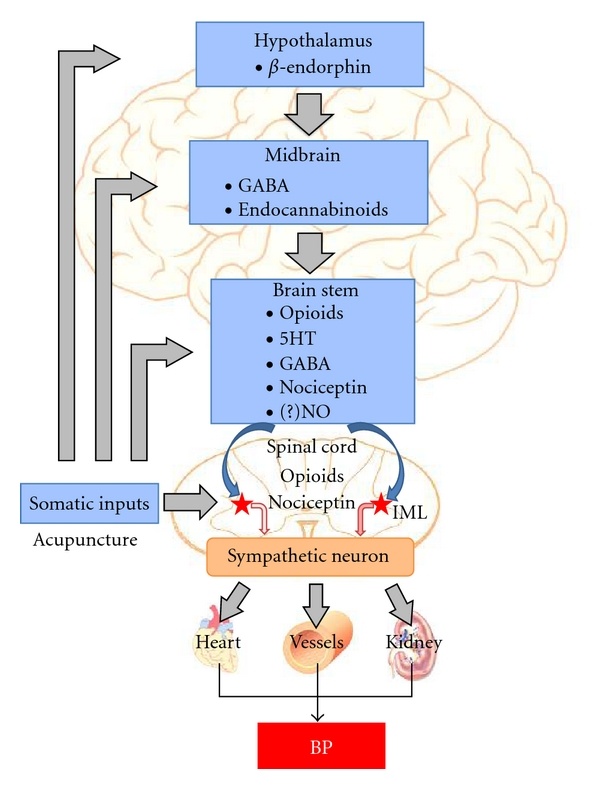 Hypothalamus
• β-endorphin
Midbrain
• GABA
• Endocannabinoids
Brain stem
• Opioids
• 5HT
• GABA
• Nociceptin
• (?)NO
Spinal cord
Opioids
Nociceptin
IML
Somatic inputs
Acupuncture
Sympathetic neuron
Heart
Vessels
Kidney
BP